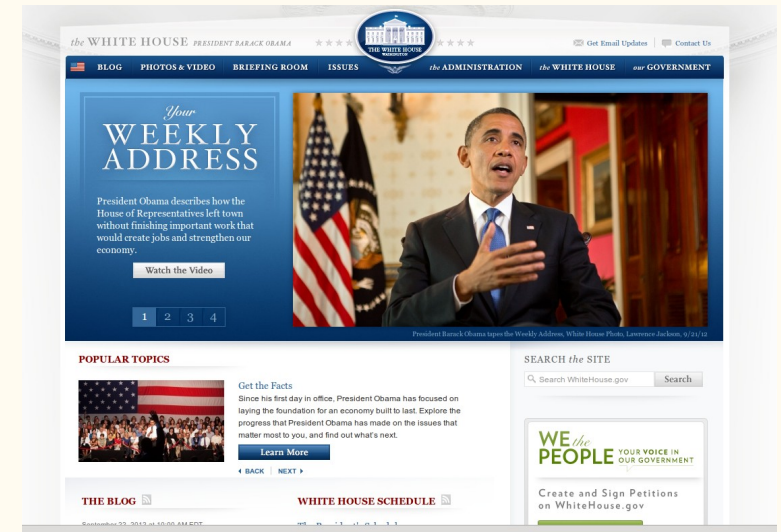 the WHITE HOUSE PRESIDENT BARACK OBAMA
THE WHITE HOUSE
WASHINGTON
Get Email Updates
Contact Us
BLOG
PHOTOS & VIDEO
BRIEFING ROOM
ISSUES
the ADMINISTRATION
the WHITE HOUSE
our GOVERNMENT
Your
WEEKLY
ADDRESS
President Obama describes how the
House of Representatives left town
without finishing important work that
would create jobs and strengthen our
economy.
Watch the Video
1 2 3 4
President Barack Obama tapes the Weekly Address, White House Photo, Lawrence Jackson, 9/21/12
POPULAR TOPICS
Get the Facts
Since his first day in office, President Obama has focused on
laying the foundation for an economy built to last. Explore the
progress that President Obama has made on the issues that
matter most to you, and find out what's next.
Learn More
BACK NEXT
SEARCH the SITE
Search WhiteHouse.gov
Search
WE the
PEOPLE
YOUR VOICE IN
OUR GOVERNMENT
Create and Sign Petitions
on WhiteHouse.gov
THE BLOG
WHITE HOUSE SCHEDULE